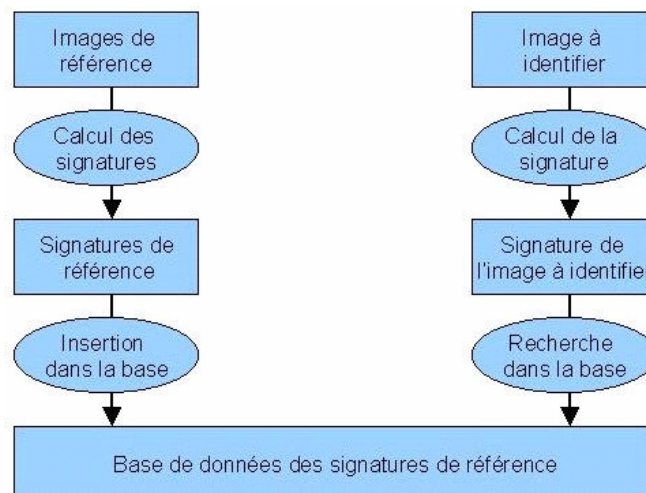 Images de
référence
Calcul des
signatures
Signatures de
référence
Insertion
dans la base
Image à
identifier
Calcul de la
signature
Signature de
l'image à identifier
Recherche
dans la base
Base de données des signatures de référence